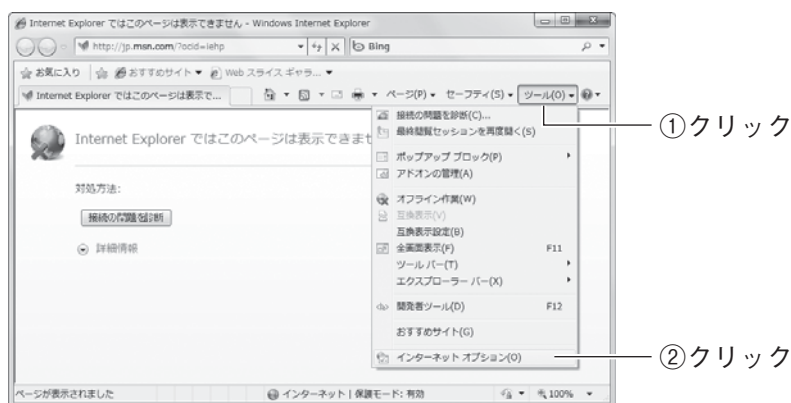 Internet Explorer ではこのページは表示できません - Windows Internet Explorer
http://jp.msn.com/?ocid=iehp
Bing
お気に入り おすすめサイト Web スライス ギャラ...
Internet Explorer ではこのページは表示で... ページ(P) セーフティ(S) ツール(O)
①クリック
Internet Explorer ではこのページは表示できませ
対処方法:
接続の問題を診断
詳細情報
接続の問題を診断(C)...
最終閲覧セッションを再度開く(S)
ポップアップ ブロック(P)
アドオンの管理(A)
オフライン作業(W)
互換表示(V)
互換表示設定(B)
全画面表示(F) F11
ツール バー(T)
エクスプローラー バー(X)
開発者ツール(D) F12
おすすめサイト(G)
インターネット オプション(O)
②クリック
ページが表示されました インターネット | 保護モード: 有効 100%